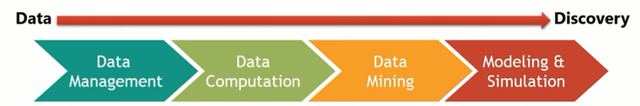 Data
Discovery
Data
Management
Data
Computation
Data
Mining
Modeling &
Simulation